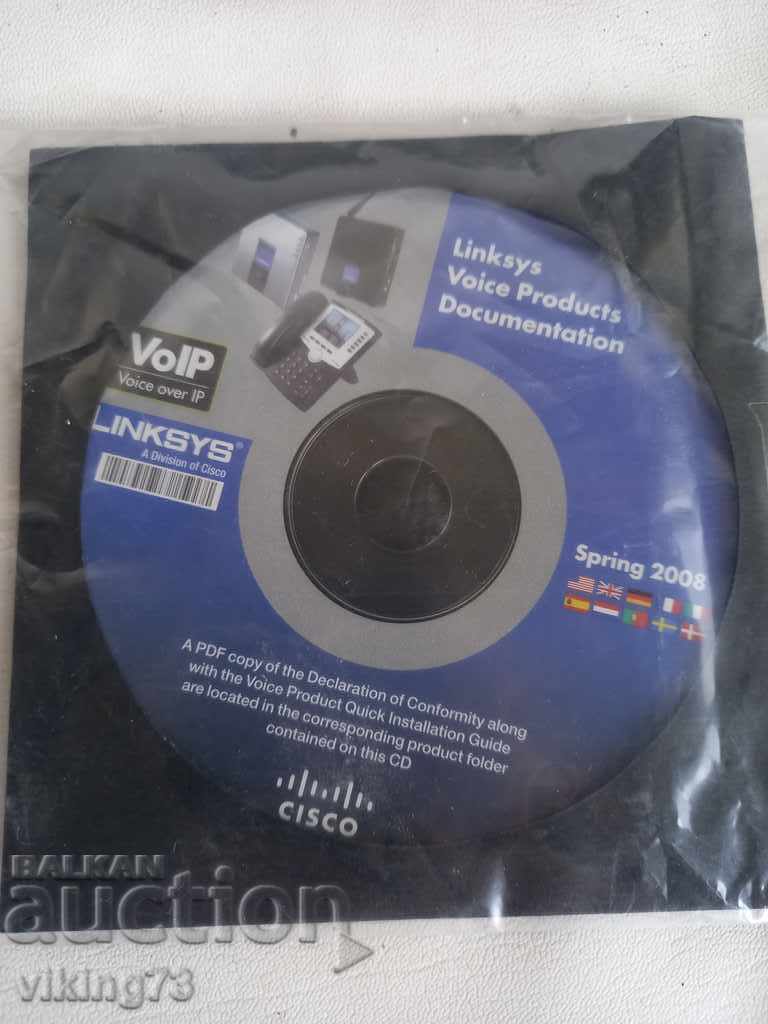 Linksys
Voice Products
Documentation
VoIP
Voice over IP
LINKSYS®
A Division of Cisco
Spring 2008
A PDF copy of the Declaration of Conformity along
with the Voice Product Quick Installation Guide
are located in the corresponding product folder
contained on this CD
CISCO
BALKAN
auction
viking73